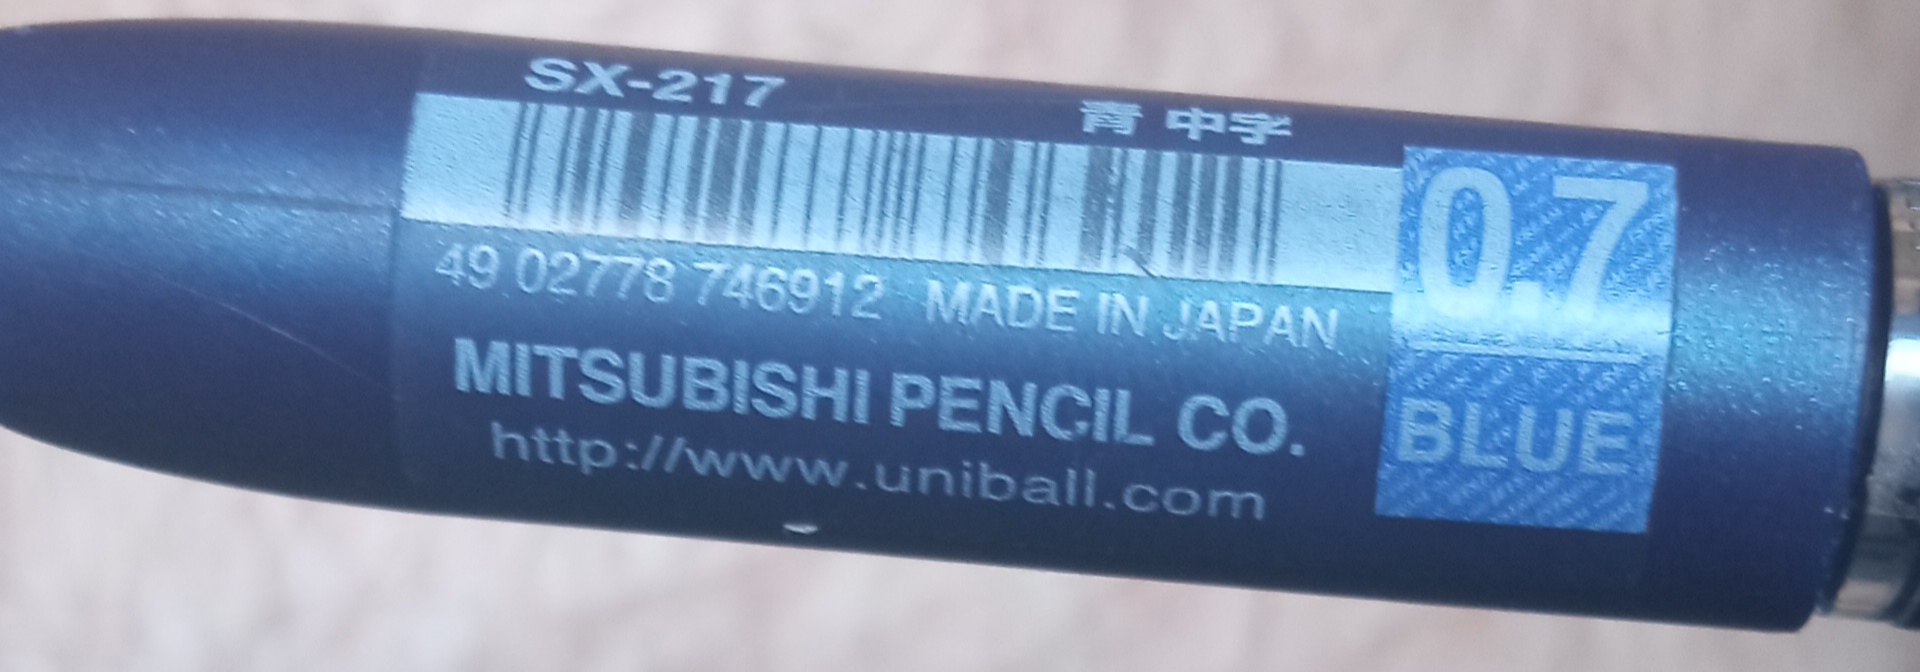 SX-217
青 中字
49 02778 746912 MADE IN JAPAN
MITSUBISHI PENCIL CO.
http://www.uniball.com
0.7
BLUE